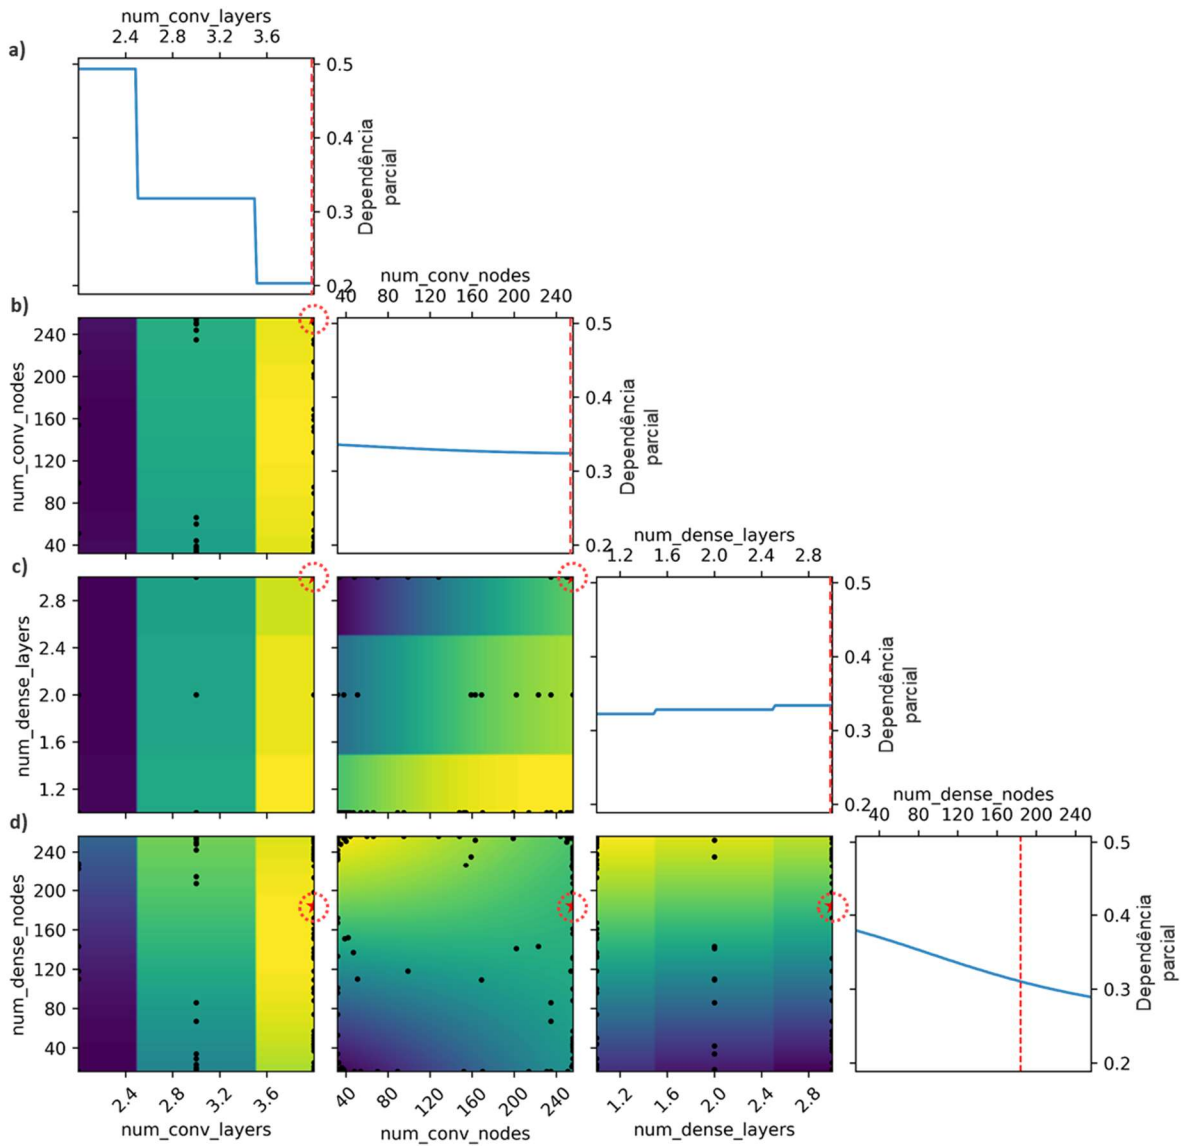 num_conv_layers
2.4 2.8 3.2 3.6
a)
0.5
0.4
0.3
0.2
Dependência
parcial
num_conv_nodes
40 80 120 160 200 240
b)
240
200
160
120
80
40
num_conv_nodes
0.5
0.4
0.3
0.2
Dependência
parcial
num_dense_layers
1.2 1.6 2.0 2.4 2.8
c)
2.8
2.4
2.0
1.6
1.2
num_dense_layers
0.5
0.4
0.3
0.2
Dependência
parcial
num_dense_nodes
40 80 120 160 200 240
d)
240
200
160
120
80
40
num_dense_nodes
0.5
0.4
0.3
0.2
Dependência
parcial
2.4 2.8 3.2 3.6
40 80 120 160 200 240
1.2 1.6 2.0 2.4 2.8
num_conv_layers
num_conv_nodes
num_dense_layers